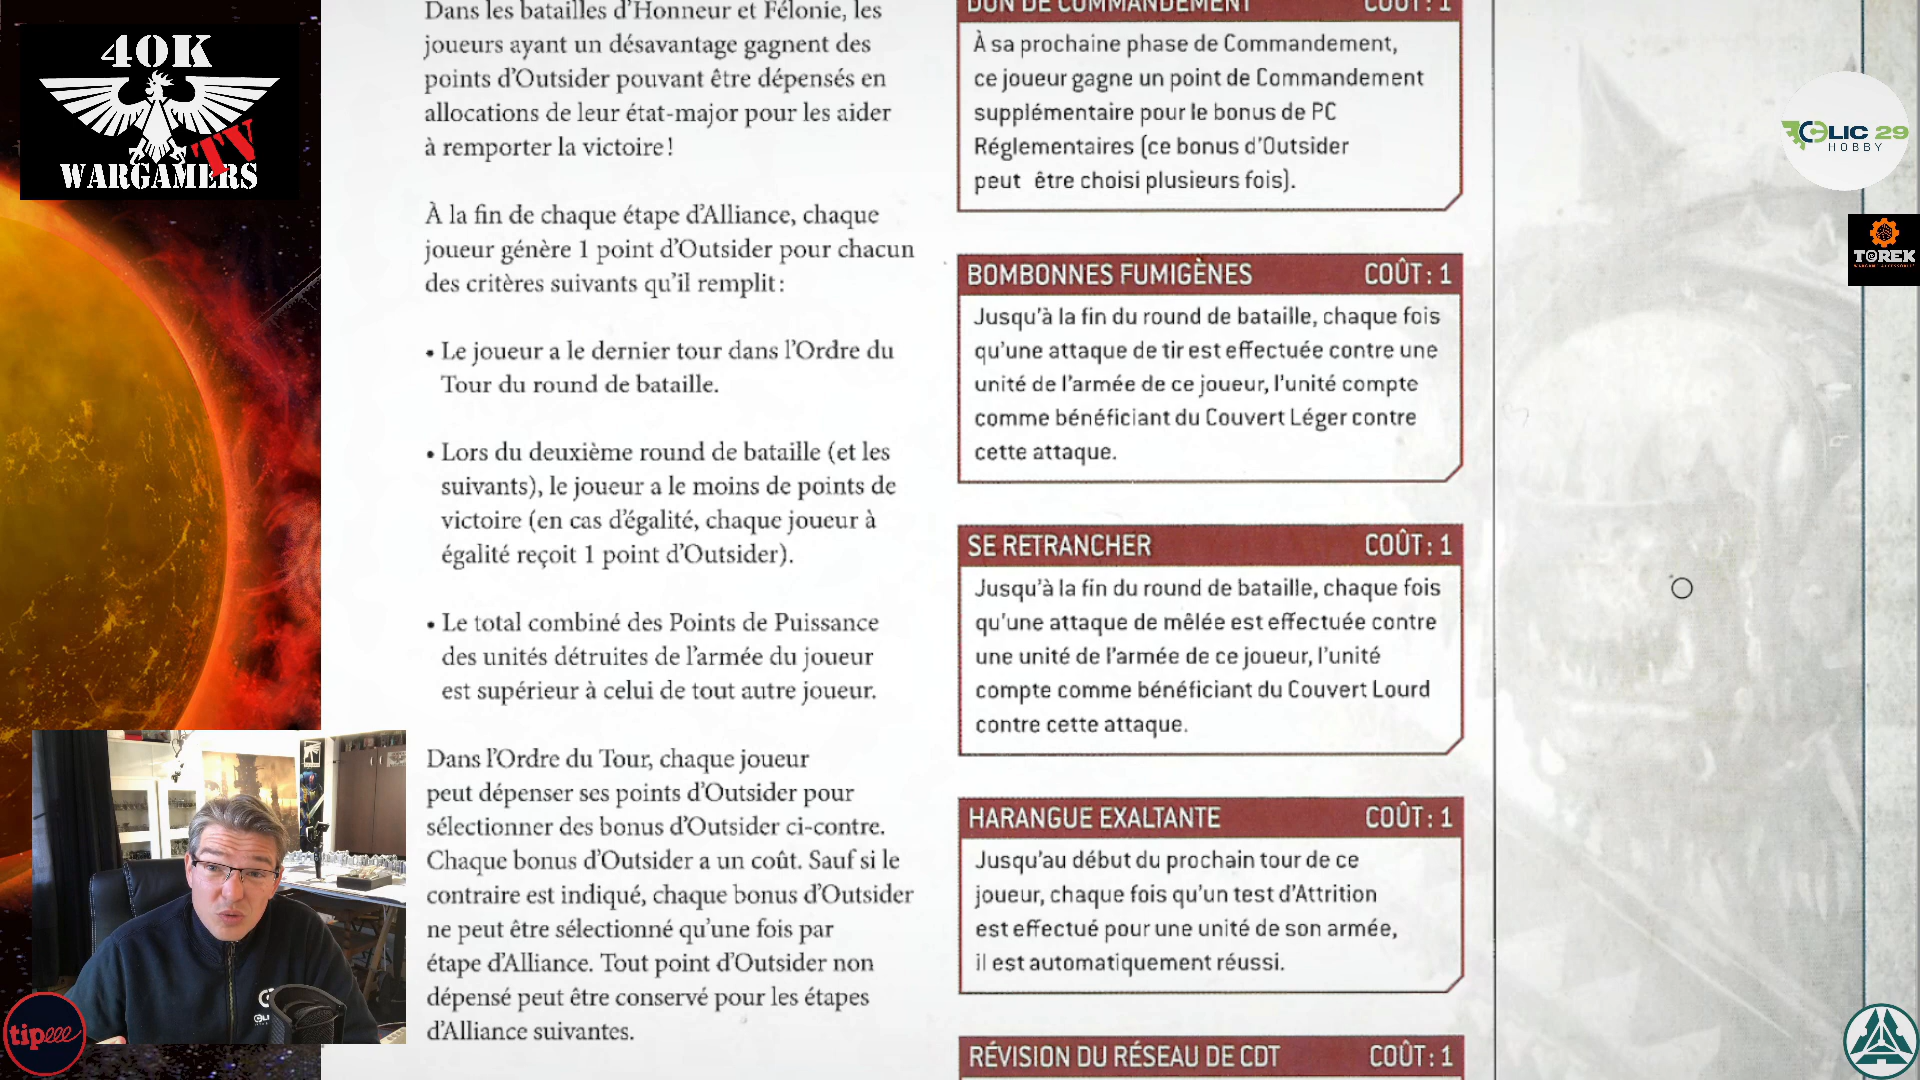 40K
WARGAMERS
TV
Dans les batailles d'Honneur et Félonie, les
joueurs ayant un désavantage gagnent des
points d'Outsider pouvant être dépensés en
allocations de leur état-major pour les aider
à remporter la victoire!
À la fin de chaque étape d'Alliance, chaque
joueur génère 1 point d'Outsider pour chacun
des critères suivants qu'il remplit:
• Le joueur a le dernier tour dans l'Ordre du
Tour du round de bataille.
• Lors du deuxième round de bataille (et les
suivants), le joueur a le moins de points de
victoire (en cas d'égalité, chaque joueur à
égalité reçoit 1 point d'Outsider).
• Le total combiné des Points de Puissance
des unités détruites de l'armée du joueur
est supérieur à celui de tout autre joueur.
Dans l'Ordre du Tour, chaque joueur
peut dépenser ses points d'Outsider pour
sélectionner des bonus d'Outsider ci-contre.
Chaque bonus d'Outsider a un coût. Sauf si le
contraire est indiqué, chaque bonus d'Outsider
ne peut être sélectionné qu'une fois par
étape d'Alliance. Tout point d'Outsider non
dépensé peut être conservé pour les étapes
d'Alliance suivantes.
DON DE COMMANDEMENT COÛT: 1
À sa prochaine phase de Commandement,
ce joueur gagne un point de Commandement
supplémentaire pour le bonus de PC
Réglementaires (ce bonus d'Outsider
peut être choisi plusieurs fois).
BOMBONNES FUMIGÈNES COÛT: 1
Jusqu'à la fin du round de bataille, chaque fois
qu'une attaque de tir est effectuée contre une
unité de l'armée de ce joueur, l'unité compte
comme bénéficiant du Couvert Léger contre
cette attaque.
SE RETRANCHER COÛT: 1
Jusqu'à la fin du round de bataille, chaque fois
qu'une attaque de mêlée est effectuée contre
une unité de l'armée de ce joueur, l'unité
compte comme bénéficiant du Couvert Lourd
contre cette attaque.
HARANGUE EXALTANTE COÛT: 1
Jusqu'au début du prochain tour de ce
joueur, chaque fois qu'un test d'Attrition
est effectué pour une unité de son armée,
il est automatiquement réussi.
RÉVISION DU RÉSEAU DE CDT COÛT: 1
CLIC 29
HOBBY
TOREK
tipeee